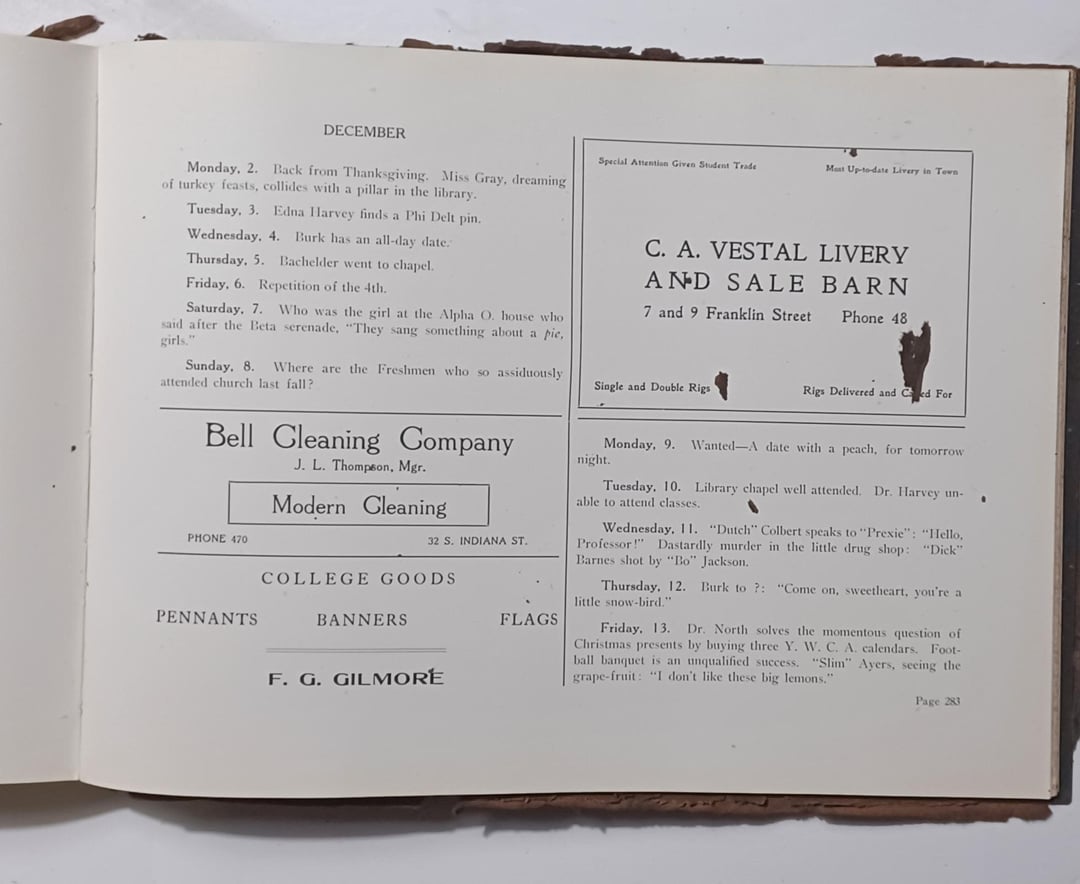 DECEMBER
Monday, 2. Back from Thanksgiving. Miss Gray, dreaming
of turkey feasts, collides with a pillar in the library.
Tuesday, 3. Edna Harvey finds a Phi Delt pin.
Wednesday, 4. Burk has an all-day date.
Thursday, 5. Bachelder went to chapel.
Friday, 6. Repetition of the 4th.
Saturday, 7. Who was the girl at the Alpha O. house who
said after the Beta serenade, "They sang something about a pie,
girls."
Sunday, 8. Where are the Freshmen who so assiduously
attended church last fall?
Bell Cleaning Company
J. L. Thompson, Mgr.
Modern Cleaning
PHONE 470 32 S. INDIANA ST.
COLLEGE GOODS
PENNANTS BANNERS FLAGS
F. G. GILMORE
Special Attention Given Student Trade Most Up-to-date Livery in Town
C. A. VESTAL LIVERY
AND SALE BARN
7 and 9 Franklin Street Phone 48
Single and Double Rigs Rigs Delivered and Called For
Monday, 9. Wanted—A date with a peach, for tomorrow
night.
Tuesday, 10. Library chapel well attended. Dr. Harvey un-
able to attend classes.
Wednesday, 11. "Dutch" Colbert speaks to "Prexie": "Hello,
Professor!" Dastardly murder in the little drug shop: "Dick"
Barnes shot by "Bo" Jackson.
Thursday, 12. Burk to ?: "Come on, sweetheart, you're a
little snow-bird."
Friday, 13. Dr. North solves the momentous question of
Christmas presents by buying three Y. W. C. A. calendars. Foot-
ball banquet is an unqualified success. "Slim" Ayers, seeing the
grape-fruit: "I don't like these big lemons."
Page 283